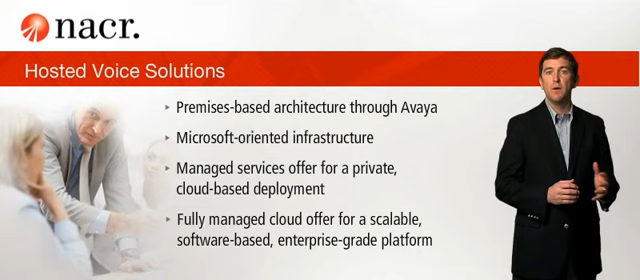 nacr.
Hosted Voice Solutions
▸ Premises-based architecture through Avaya
▸ Microsoft-oriented infrastructure
▸ Managed services offer for a private,
cloud-based deployment
▸ Fully managed cloud offer for a scalable,
software-based, enterprise-grade platform